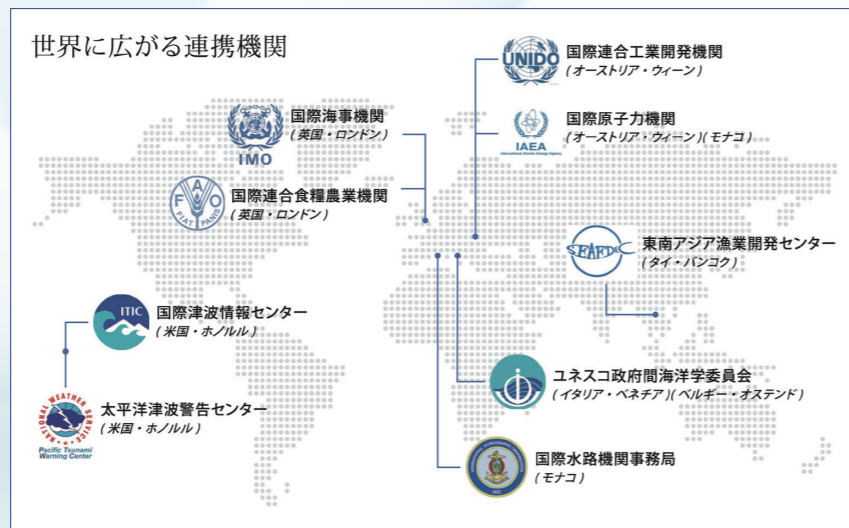 世界に広がる連携機関
UNIDO
国際連合工業開発機関
(オーストリア・ウィーン)
IMO
国際海事機関
(英国・ロンドン)
IAEA
International Atomic Energy Agency
国際原子力機関
(オーストリア・ウィーン)(モナコ)
FAO
FIAT PANIS
国際連合食糧農業機関
(英国・ロンドン)
SEAFDEC
東南アジア漁業開発センター
(タイ・バンコク)
ITIC
国際津波情報センター
(米国・ホノルル)
ユネスコ政府間海洋学委員会
(イタリア・ベネチア)(ベルギー・オステンド)
NATIONAL WEATHER SERVICE
Pacific Tsunami
Warning Center
太平洋津波警告センター
(米国・ホノルル)
国際水路機関事務局
(モナコ)